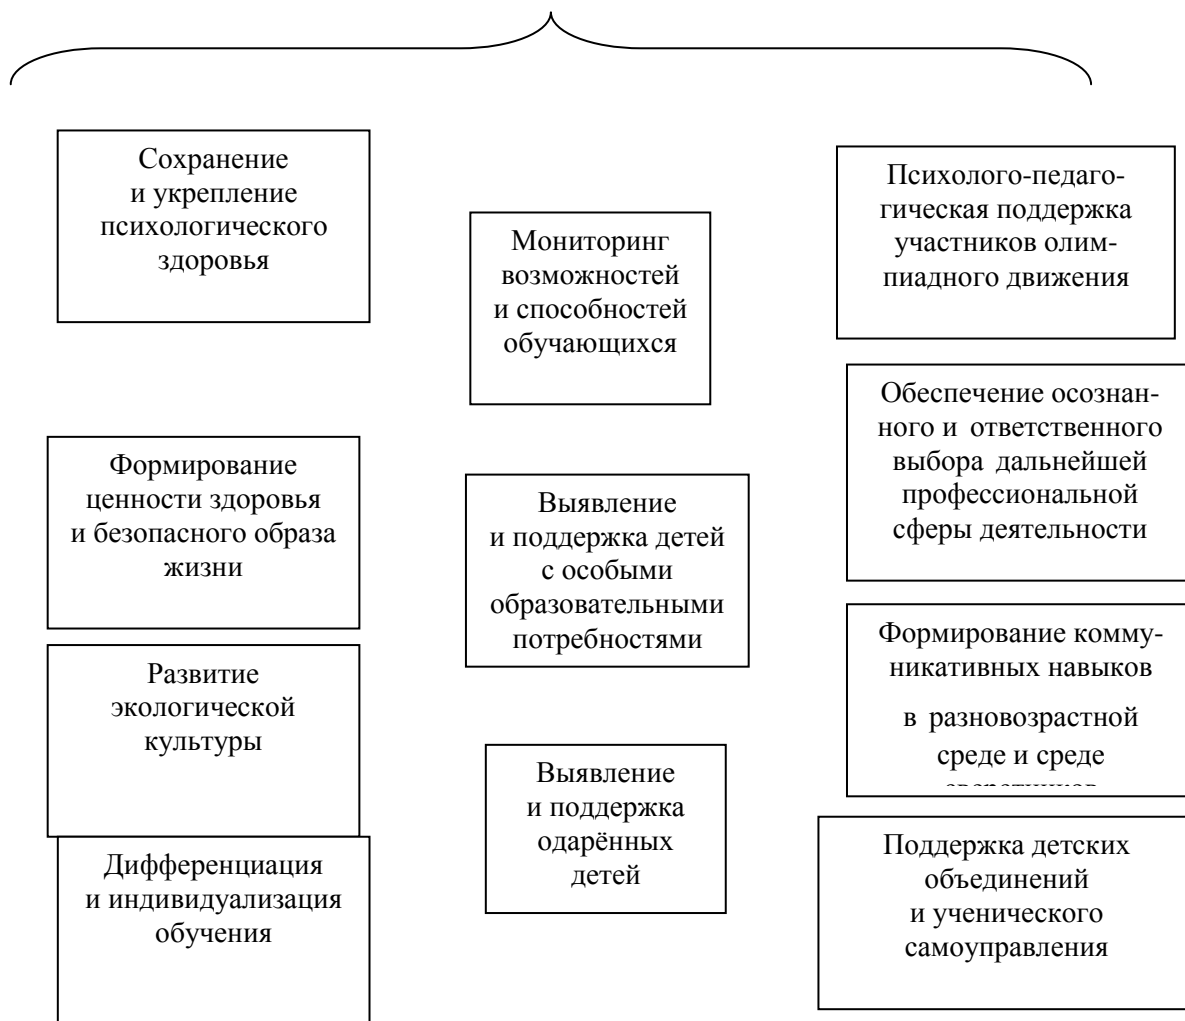 Сохранение
и укрепление
психологического
здоровья
Формирование
ценности здоровья
и безопасного образа
жизни
Развитие
экологической
культуры
Дифференциация
и индивидуализация
обучения
Мониторинг
возможностей
и способностей
обучающихся
Выявление
и поддержка детей
с особыми
образовательными
потребностями
Выявление
и поддержка
одарённых
детей
Психолого-педаго-
гическая поддержка
участников олим-
пиадного движения
Обеспечение осознан-
ного и ответственного
выбора дальнейшей
профессиональной
сферы деятельности
Формирование комму-
никативных навыков
в разновозрастной
среде и среде
Поддержка детских
объединений
и ученического
самоуправления